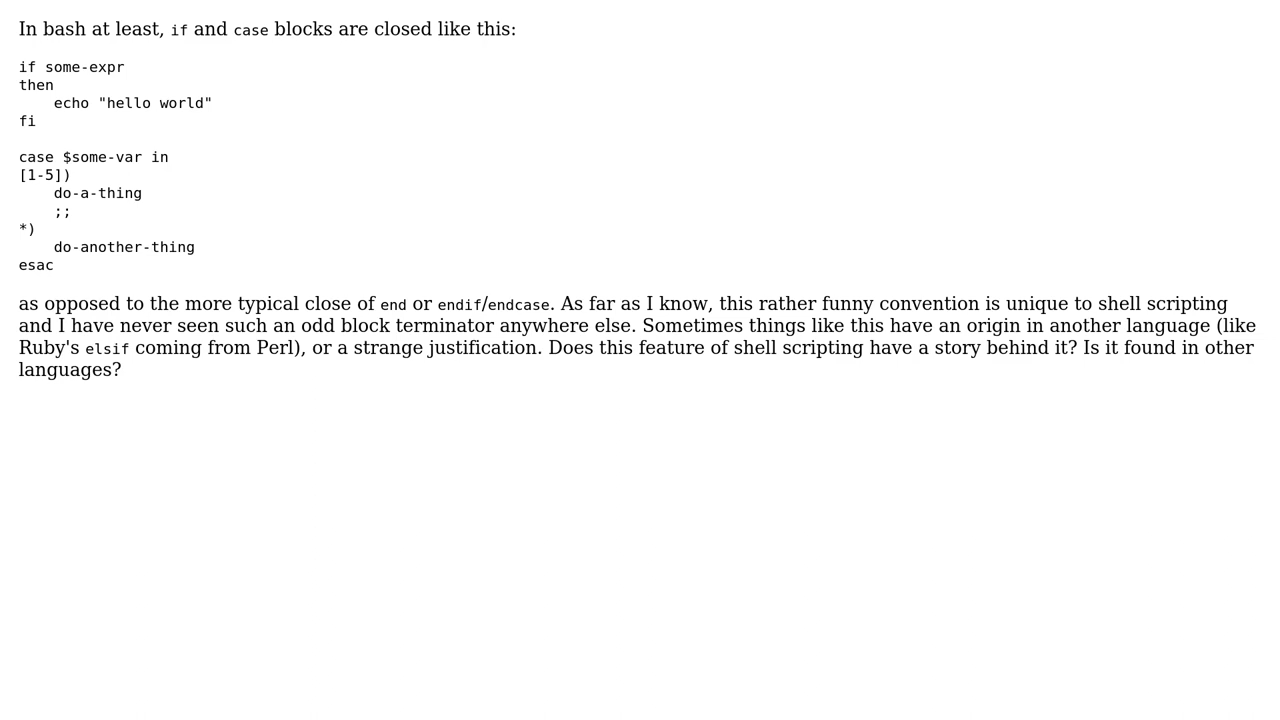 In bash at least, if and case blocks are closed like this:
if some-expr
then
    echo "hello world"
fi
case $some-var in
[1-5])
    do-a-thing
    ;;
*)
    do-another-thing
esac
as opposed to the more typical close of end or endif/endcase. As far as I know, this rather funny convention is unique to shell scripting
and I have never seen such an odd block terminator anywhere else. Sometimes things like this have an origin in another language (like
Ruby's elsif coming from Perl), or a strange justification. Does this feature of shell scripting have a story behind it? Is it found in other
languages?